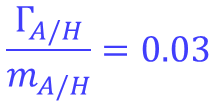 Γ_{A/H} / m_{A/H} = 0.03